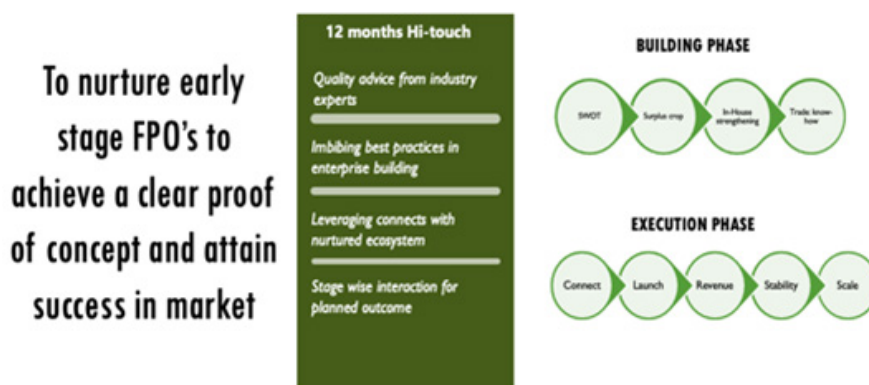 To nurture early
stage FPO's to
achieve a clear proof
of concept and attain
success in market
12 months Hi-touch
Quality advice from industry
experts
Imbibing best practices in
enterprise building
Leveraging connects with
nurtured ecosystem
Stage wise interaction for
planned outcome
BUILDING PHASE
SWOT
Surplus crop
In-House
strengthening
Trade: know-
how
EXECUTION PHASE
Connect
Launch
Revenue
Stability
Scale